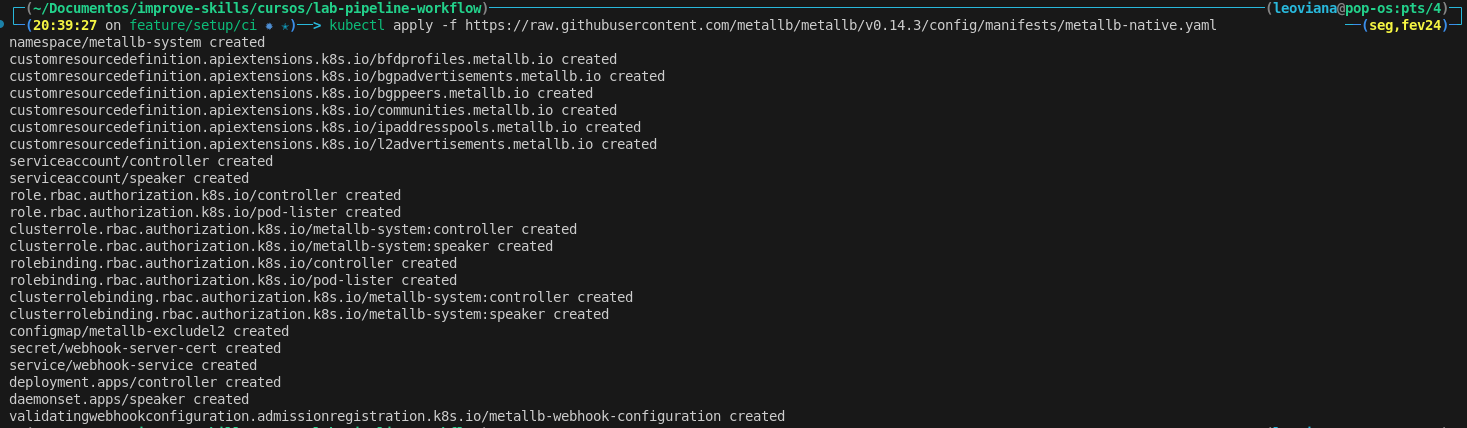 (~/Documentos/improve-skills/cursos/lab-pipeline-workflow) (leoviana@pop-os:pts/4)
(20:39:27 on feature/setup/ci ✹ ★)──> kubectl apply -f https://raw.githubusercontent.com/metallb/metallb/v0.14.3/config/manifests/metallb-native.yaml (seg,fev24)
namespace/metallb-system created
customresourcedefinition.apiextensions.k8s.io/bfdprofiles.metallb.io created
customresourcedefinition.apiextensions.k8s.io/bgpadvertisements.metallb.io created
customresourcedefinition.apiextensions.k8s.io/bgppeers.metallb.io created
customresourcedefinition.apiextensions.k8s.io/communities.metallb.io created
customresourcedefinition.apiextensions.k8s.io/ipaddresspools.metallb.io created
customresourcedefinition.apiextensions.k8s.io/l2advertisements.metallb.io created
serviceaccount/controller created
serviceaccount/speaker created
role.rbac.authorization.k8s.io/controller created
role.rbac.authorization.k8s.io/pod-lister created
clusterrole.rbac.authorization.k8s.io/metallb-system:controller created
clusterrole.rbac.authorization.k8s.io/metallb-system:speaker created
rolebinding.rbac.authorization.k8s.io/controller created
rolebinding.rbac.authorization.k8s.io/pod-lister created
clusterrolebinding.rbac.authorization.k8s.io/metallb-system:controller created
clusterrolebinding.rbac.authorization.k8s.io/metallb-system:speaker created
configmap/metallb-excludel2 created
secret/webhook-server-cert created
service/webhook-service created
deployment.apps/controller created
daemonset.apps/speaker created
validatingwebhookconfiguration.admissionregistration.k8s.io/metallb-webhook-configuration created